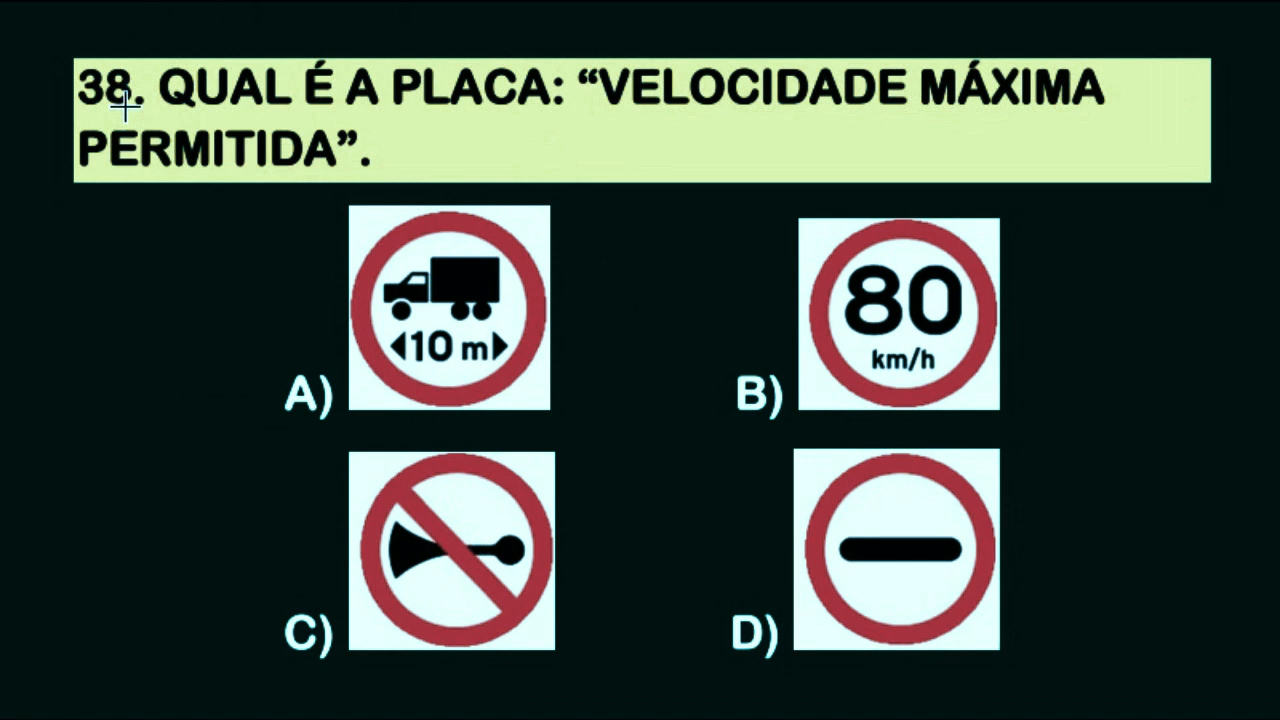 38. QUAL É A PLACA: “VELOCIDADE MÁXIMA
PERMITIDA”.
10 m
A)
80
km/h
B)
C)
D)